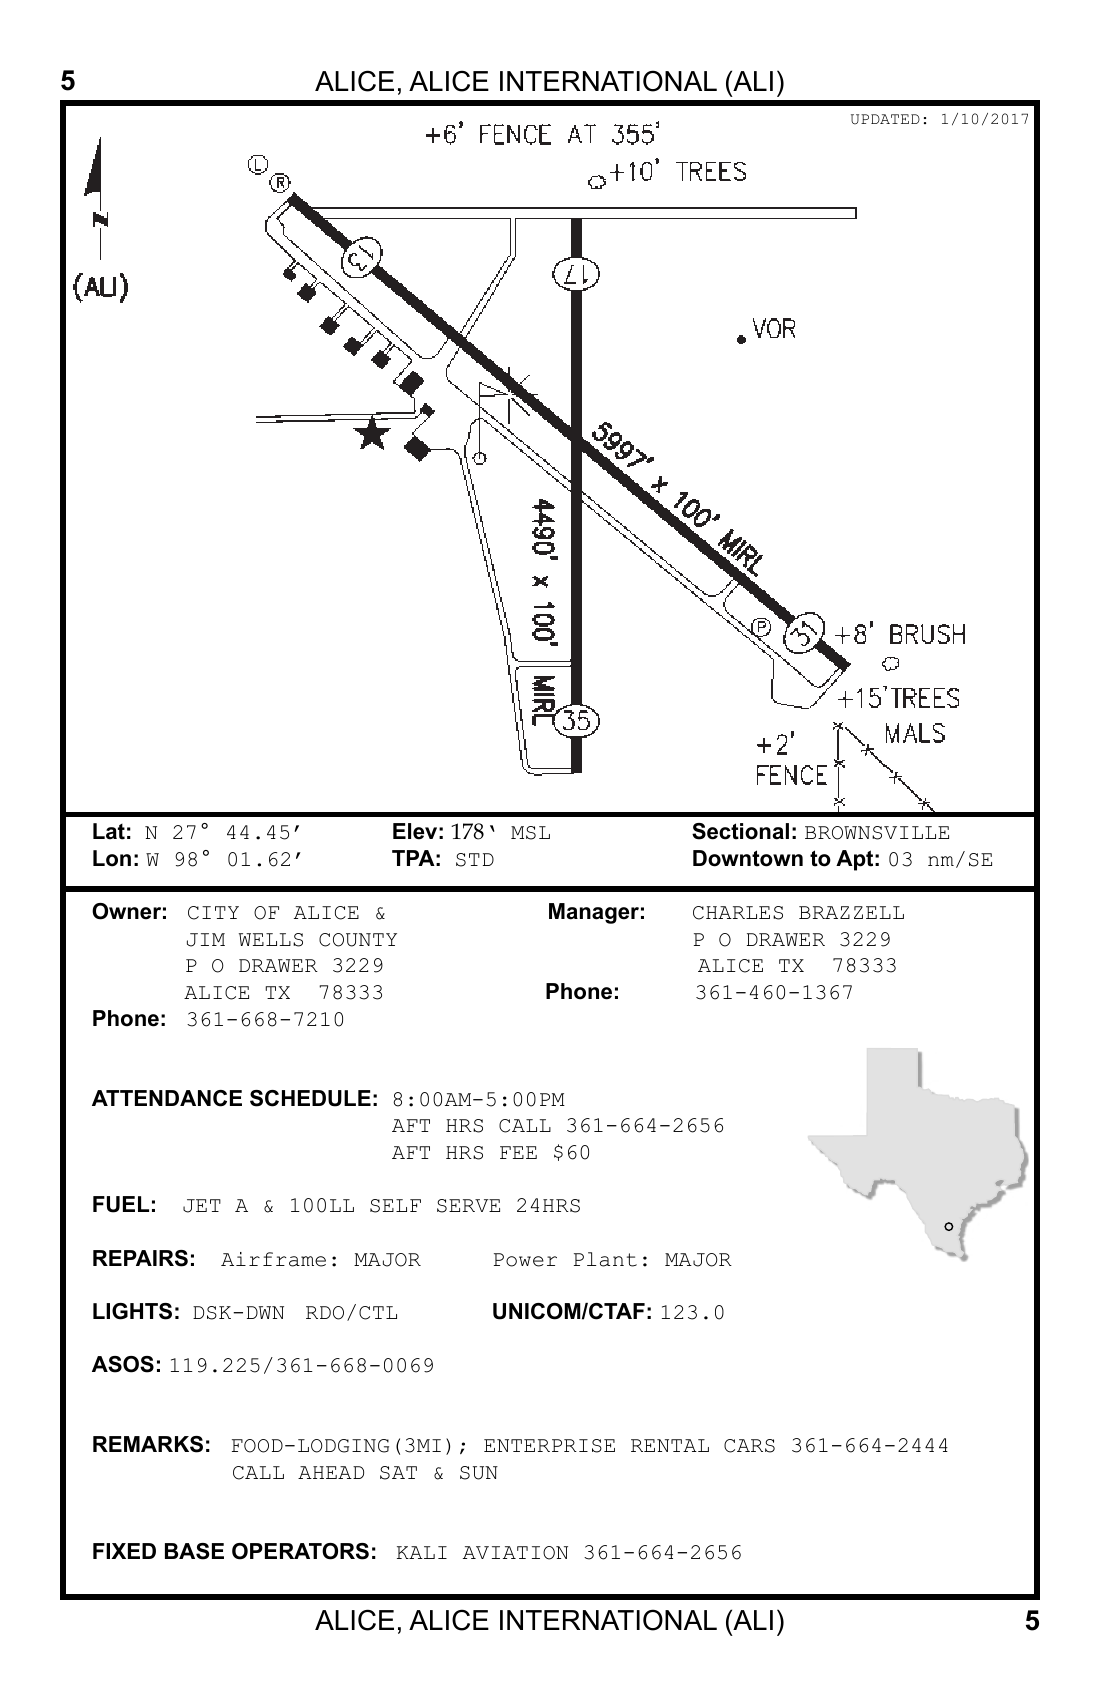 5 ALICE, ALICE INTERNATIONAL (ALI)
UPDATED: 1/10/2017
+6' FENCE AT 355'
L
R
+10' TREES
N
(ALI)
13
17
VOR
5997' x 100' MIRL
4490' x 100' MIRL
P
31
+8' BRUSH
+15'TREES
35
MALS
+2'
FENCE
Lat: N 27° 44.45′ Elev: 178‘ MSL Sectional: BROWNSVILLE
Lon: W 98° 01.62′ TPA: STD Downtown to Apt: 03 nm/SE
Owner: CITY OF ALICE & Manager: CHARLES BRAZZELL
JIM WELLS COUNTY P O DRAWER 3229
P O DRAWER 3229 ALICE TX 78333
ALICE TX 78333 Phone: 361-460-1367
Phone: 361-668-7210
ATTENDANCE SCHEDULE: 8:00AM-5:00PM
AFT HRS CALL 361-664-2656
AFT HRS FEE $60
FUEL: JET A & 100LL SELF SERVE 24HRS
REPAIRS: Airframe: MAJOR Power Plant: MAJOR
LIGHTS: DSK-DWN RDO/CTL UNICOM/CTAF: 123.0
ASOS: 119.225/361-668-0069
REMARKS: FOOD-LODGING(3MI); ENTERPRISE RENTAL CARS 361-664-2444
CALL AHEAD SAT & SUN
FIXED BASE OPERATORS: KALI AVIATION 361-664-2656
ALICE, ALICE INTERNATIONAL (ALI) 5